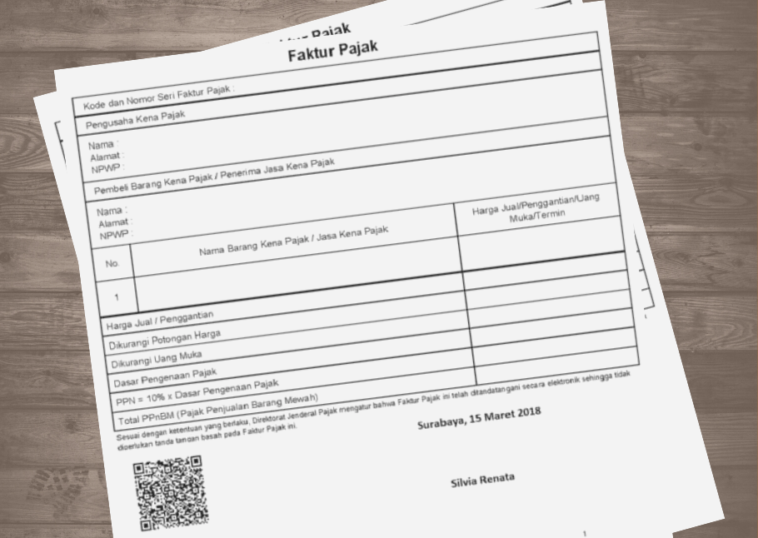 Faktur Pajak
Kode dan Nomor Seri Faktur Pajak :
Pengusaha Kena Pajak
Nama :
Alamat :
NPWP :
Pembeli Barang Kena Pajak / Penerima Jasa Kena Pajak
Nama :
Alamat :
NPWP :
No.
Nama Barang Kena Pajak / Jasa Kena Pajak
Harga Jual/Penggantian/Uang
Muka/Termin
1
Harga Jual / Penggantian
Dikurangi Potongan Harga
Dikurangi Uang Muka
Dasar Pengenaan Pajak
PPN = 10% x Dasar Pengenaan Pajak
Total PPnBM (Pajak Penjualan Barang Mewah)
Sesuai dengan ketentuan yang berlaku, Direktorat Jenderal Pajak mengatur bahwa Faktur Pajak ini telah ditandatangani secara elektronik sehingga tidak
diperlukan tanda tangan basah pada Faktur Pajak ini.
Surabaya, 15 Maret 2018
Silvia Renata
1